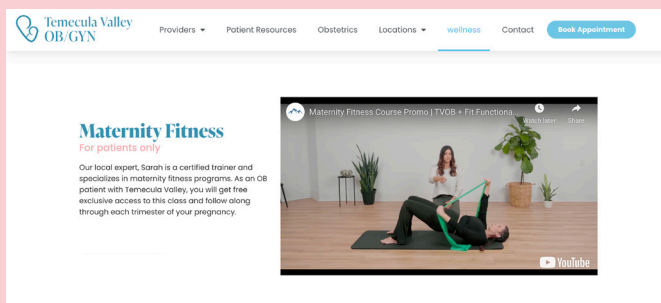 Temecula Valley
OB/GYN
Providers
Patient Resources
Obstetrics
Locations
wellness
Contact
Book Appointment
Maternity Fitness
For patients only
Our local expert, Sarah is a certified trainer and
specializes in maternity fitness programs. As an OB
patient with Temecula Valley, you will get free
exclusive access to this class and follow along
through each trimester of your pregnancy.
Maternity Fitness Course Promo | TVOB + Fit Functiona...
Watch later
Share
YouTube